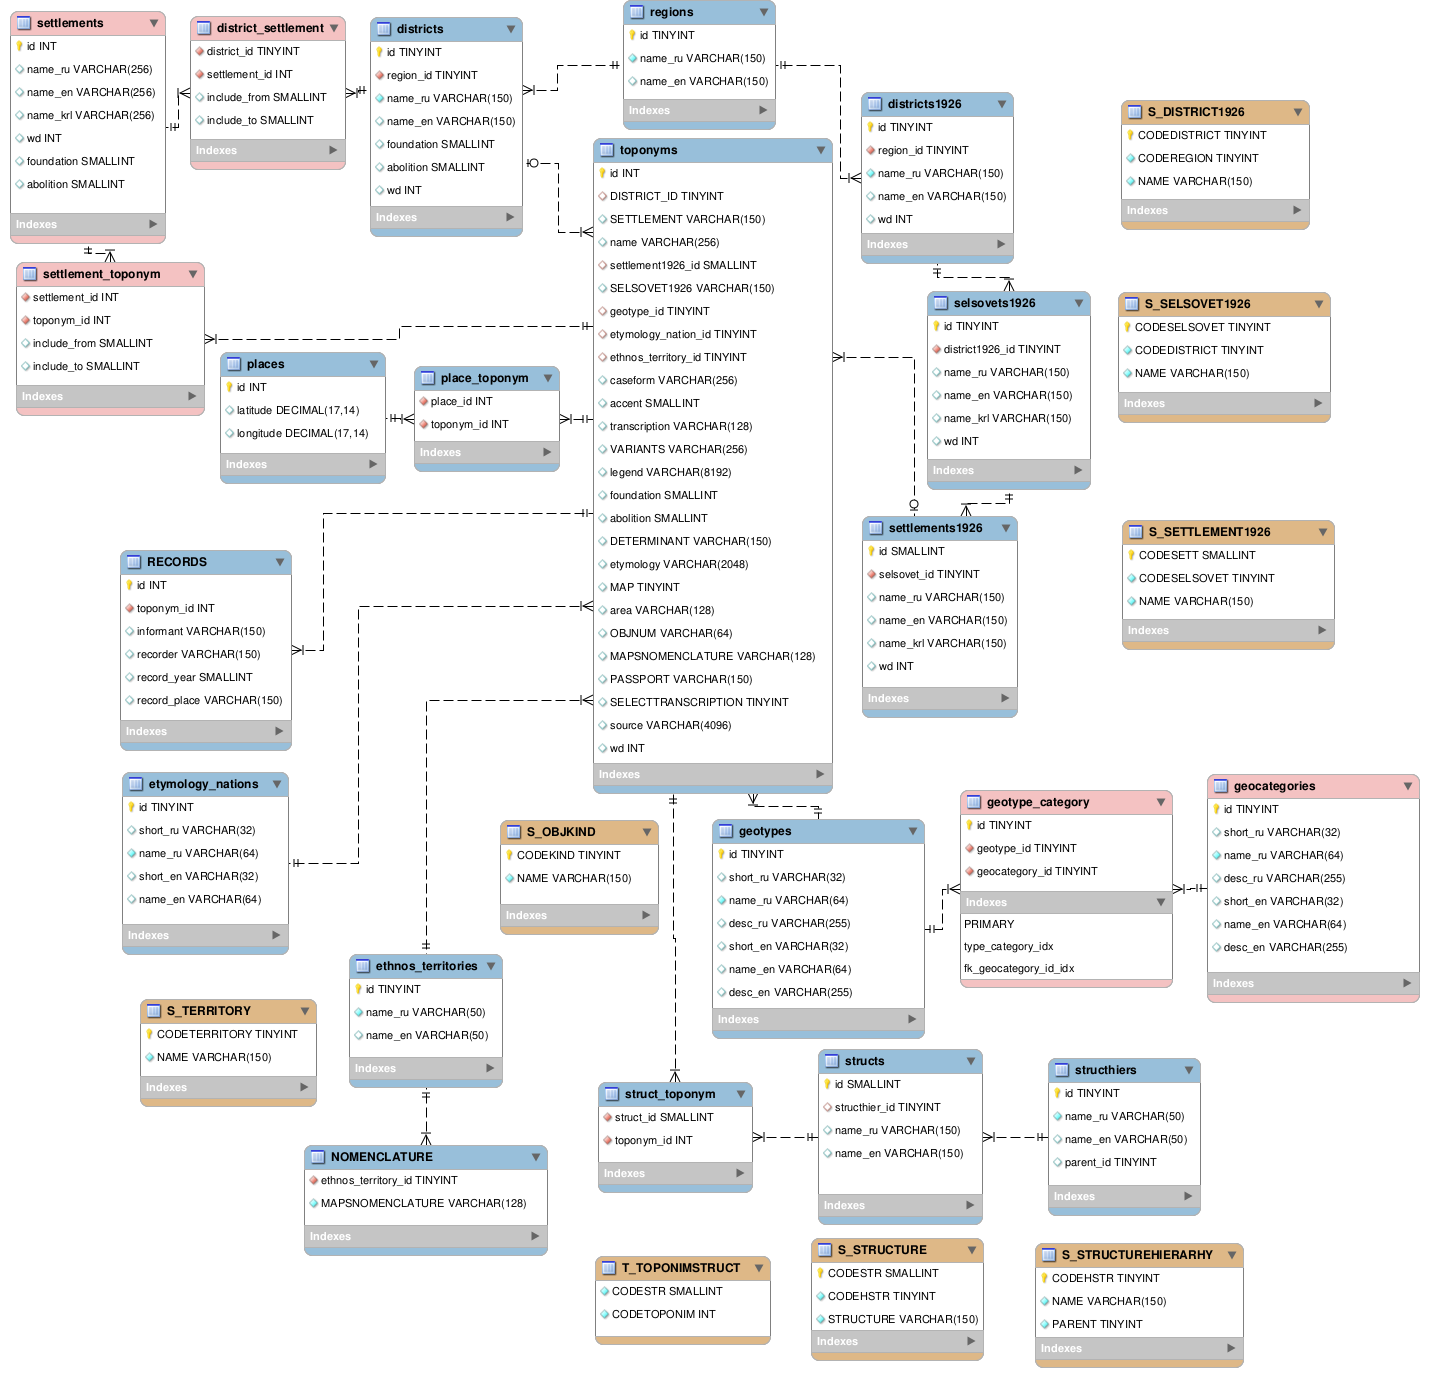 settlements
id INT
name_ru VARCHAR(256)
name_en VARCHAR(256)
name_krl VARCHAR(256)
wd INT
foundation SMALLINT
abolition SMALLINT
Indexes
district_settlement
district_id TINYINT
settlement_id INT
include_from SMALLINT
include_to SMALLINT
Indexes
districts
id TINYINT
region_id TINYINT
name_ru VARCHAR(150)
name_en VARCHAR(150)
foundation SMALLINT
abolition SMALLINT
wd INT
Indexes
regions
id TINYINT
name_ru VARCHAR(150)
name_en VARCHAR(150)
Indexes
districts1926
id TINYINT
region_id TINYINT
name_ru VARCHAR(150)
name_en VARCHAR(150)
wd INT
Indexes
S_DISTRICT1926
CODEDISTRICT TINYINT
CODEREGION TINYINT
NAME VARCHAR(150)
Indexes
toponyms
id INT
DISTRICT_ID TINYINT
SETTLEMENT VARCHAR(150)
name VARCHAR(256)
settlement1926_id SMALLINT
SELSOVET1926 VARCHAR(150)
geotype_id TINYINT
etymology_nation_id TINYINT
ethnos_territory_id TINYINT
caseform VARCHAR(256)
accent SMALLINT
transcription VARCHAR(128)
VARIANTS VARCHAR(256)
legend VARCHAR(8192)
foundation SMALLINT
abolition SMALLINT
DETERMINANT VARCHAR(150)
etymology VARCHAR(2048)
MAP TINYINT
area VARCHAR(128)
OBJNUM VARCHAR(64)
MAPSNOMENCLATURE VARCHAR(128)
PASSPORT VARCHAR(150)
SELECTTRANSCRIPTION TINYINT
source VARCHAR(4096)
wd INT
Indexes
settlement_toponym
settlement_id INT
toponym_id INT
include_from SMALLINT
include_to SMALLINT
Indexes
places
id INT
latitude DECIMAL(17,14)
longitude DECIMAL(17,14)
Indexes
place_toponym
place_id INT
toponym_id INT
Indexes
selsovets1926
id TINYINT
district1926_id TINYINT
name_ru VARCHAR(150)
name_en VARCHAR(150)
name_krl VARCHAR(150)
wd INT
Indexes
S_SELSOVET1926
CODESELSOVET TINYINT
CODEDISTRICT TINYINT
NAME VARCHAR(150)
Indexes
settlements1926
id SMALLINT
selsovet_id TINYINT
name_ru VARCHAR(150)
name_en VARCHAR(150)
name_krl VARCHAR(150)
wd INT
Indexes
S_SETTLEMENT1926
CODESETT SMALLINT
CODESELSOVET TINYINT
NAME VARCHAR(150)
Indexes
RECORDS
id INT
toponym_id INT
informant VARCHAR(150)
recorder VARCHAR(150)
record_year SMALLINT
record_place VARCHAR(150)
Indexes
etymology_nations
id TINYINT
short_ru VARCHAR(32)
name_ru VARCHAR(64)
short_en VARCHAR(32)
name_en VARCHAR(64)
Indexes
S_OBJKIND
CODEKIND TINYINT
NAME VARCHAR(150)
Indexes
geotypes
id TINYINT
short_ru VARCHAR(32)
name_ru VARCHAR(64)
desc_ru VARCHAR(255)
short_en VARCHAR(32)
name_en VARCHAR(64)
desc_en VARCHAR(255)
Indexes
geotype_category
id TINYINT
geotype_id TINYINT
geocategory_id TINYINT
Indexes
PRIMARY
type_category_idx
fk_geocategory_id_idx
geocategories
id TINYINT
short_ru VARCHAR(32)
name_ru VARCHAR(64)
desc_ru VARCHAR(255)
short_en VARCHAR(32)
name_en VARCHAR(64)
desc_en VARCHAR(255)
Indexes
S_TERRITORY
CODETERRITORY TINYINT
NAME VARCHAR(150)
Indexes
ethnos_territories
id TINYINT
name_ru VARCHAR(50)
name_en VARCHAR(50)
Indexes
NOMENCLATURE
ethnos_territory_id TINYINT
MAPSNOMENCLATURE VARCHAR(128)
Indexes
struct_toponym
struct_id SMALLINT
toponym_id INT
Indexes
structs
id SMALLINT
structhier_id TINYINT
name_ru VARCHAR(150)
name_en VARCHAR(150)
Indexes
structhiers
id TINYINT
name_ru VARCHAR(50)
name_en VARCHAR(50)
parent_id TINYINT
Indexes
T_TOPONIMSTRUCT
CODESTR SMALLINT
CODETOPONIM INT
S_STRUCTURE
CODESTR SMALLINT
CODEHSTR TINYINT
STRUCTURE VARCHAR(150)
Indexes
S_STRUCTUREHIERARHY
CODEHSTR TINYINT
NAME VARCHAR(150)
PARENT TINYINT
Indexes